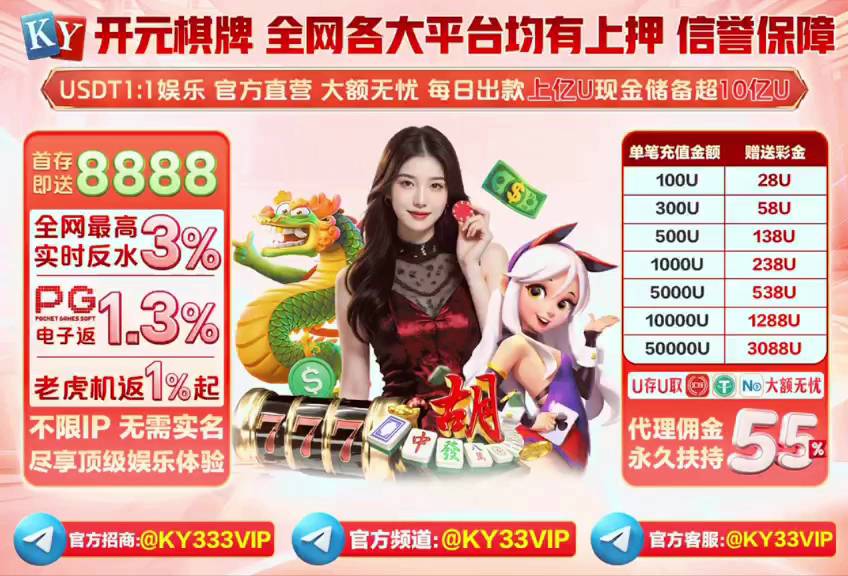 KY 开元棋牌 全网各大平台均有上押 信誉保障
USDT1:1娱乐 官方直营 大额无忧 每日出款上亿U现金储备超10亿U
首存
即送8888
全网最高
实时反水3%
PG
POCKET GAMES SOFT
电子返1.3%
老虎机返1%起
不限IP 无需实名
尽享顶级娱乐体验
777
胡
中 發
单笔充值金额 赠送彩金
100U 28U
300U 58U
500U 138U
1000U 238U
5000U 538U
10000U 1288U
50000U 3088U
U存U取 大额无忧
代理佣金
永久扶持55%
官方招商:@KY333VIP
官方频道:@KY33VIP
官方客服:@KY33VIP